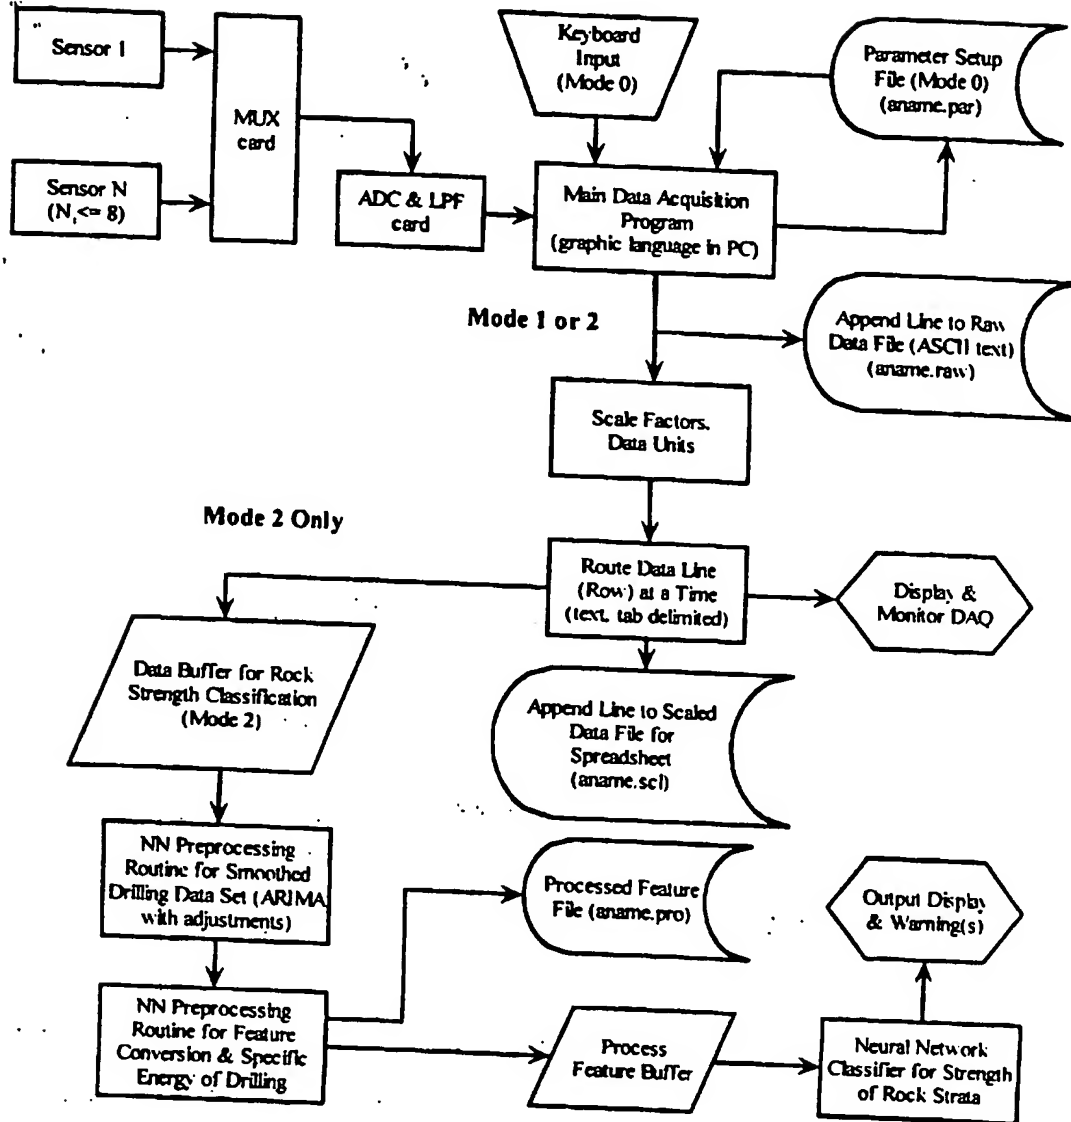 Sensor 1
MUX
card
Sensor N
(N, <= 8)
ADC & LPF
card
Keyboard
Input
(Mode 0)
Parameter Setup
File (Mode 0)
(aname.par)
Main Data Acquisition
Program
(graphic language in PC)
Mode 1 or 2
Append Line to Raw
Data File (ASCII text)
(aname.raw)
Scale Factors,
Data Units
Mode 2 Only
Route Data Line
(Row) at a Time
(text, tab delimited)
Display &
Monitor DAQ
Data Buffer for Rock
Strength Classification
(Mode 2)
Append Line to Scaled
Data File for
Spreadsheet
(aname.scl)
NN Preprocessing
Routine for Smoothed
Drilling Data Set (ARIMA
with adjustments)
Processed Feature
File (aname.pro)
Output Display
& Warning(s)
NN Preprocessing
Routine for Feature
Conversion & Specific
Energy of Drilling
Process
Feature Buffer
Neural Network
Classifier for Strength
of Rock Strata